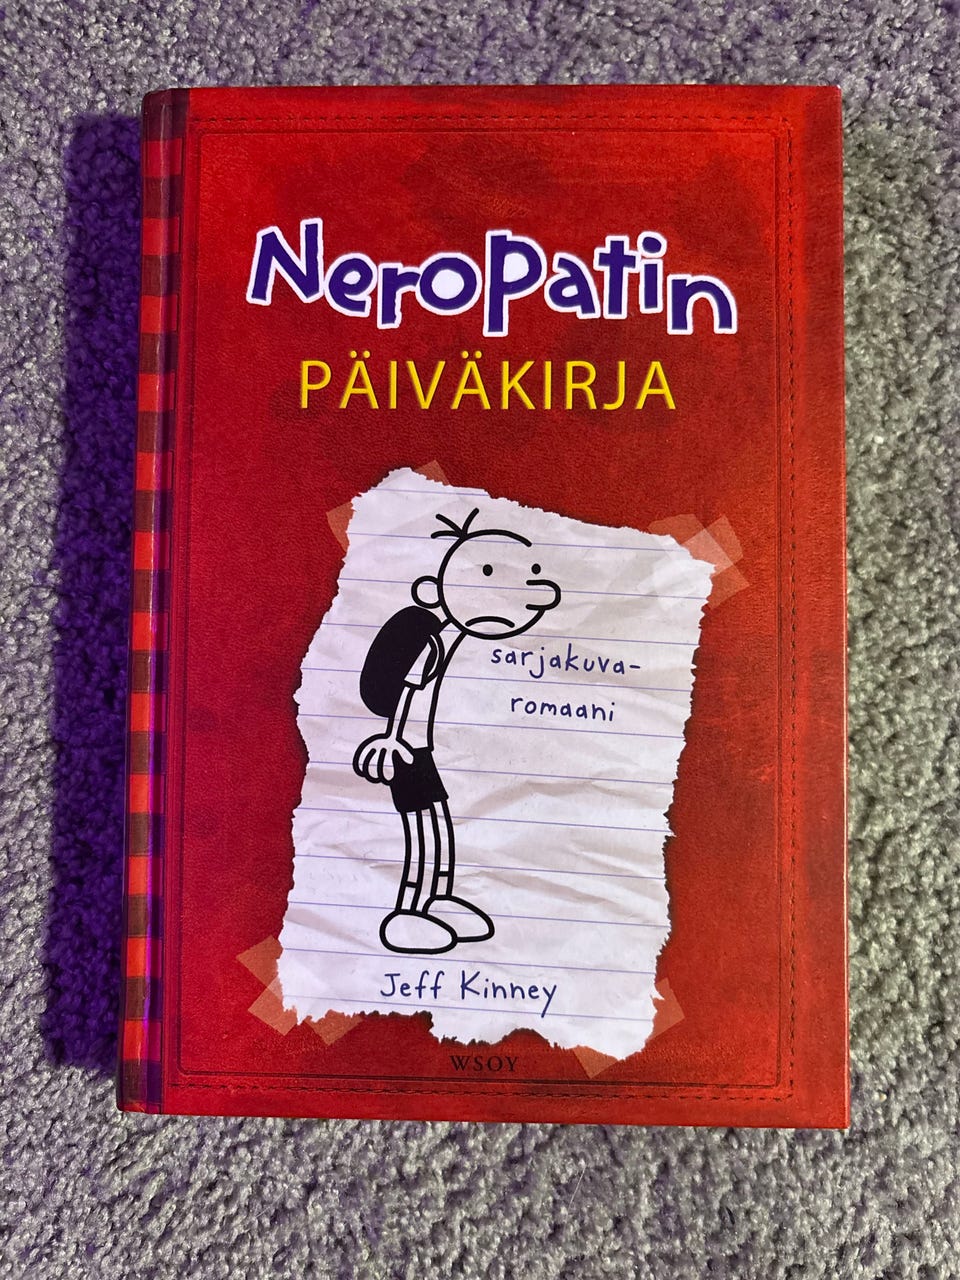 Neropatin
PÄIVÄKIRJA
sarjakuva-
romaani
Jeff Kinney
WSOY